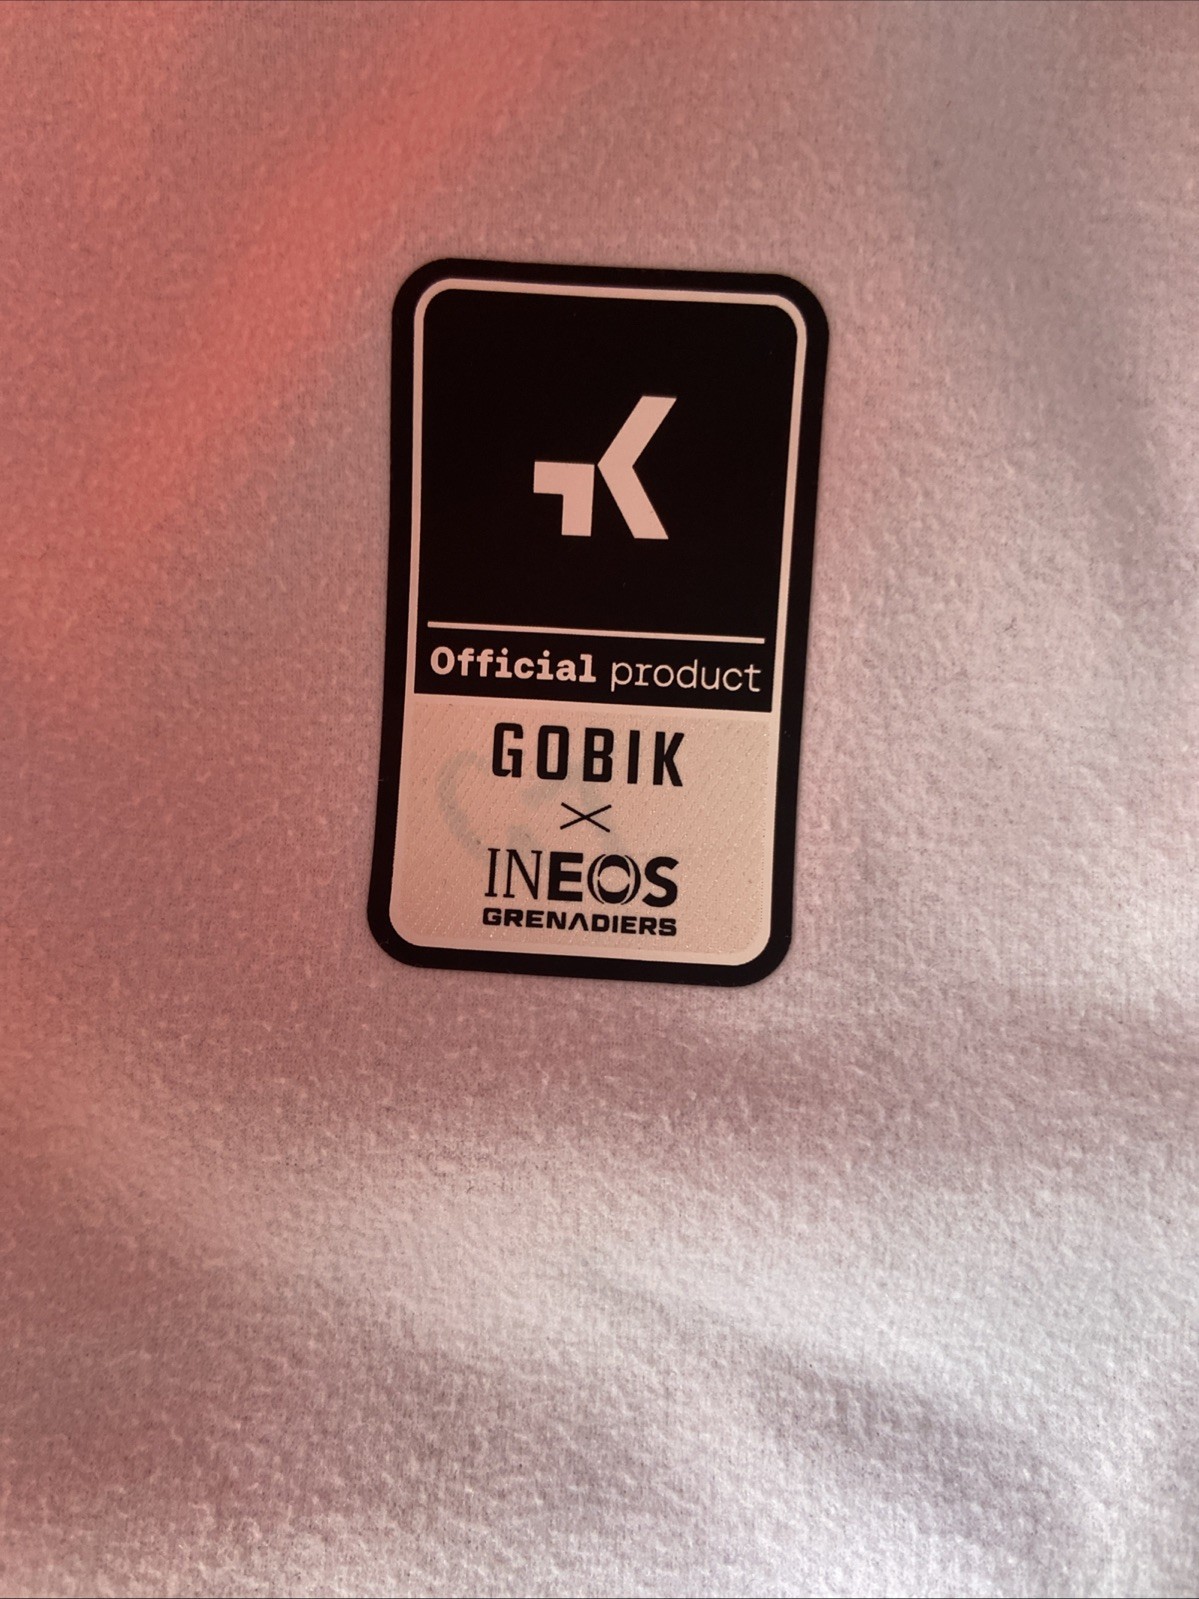 Official product
GOBIK
×
INEOS
GRENADIERS